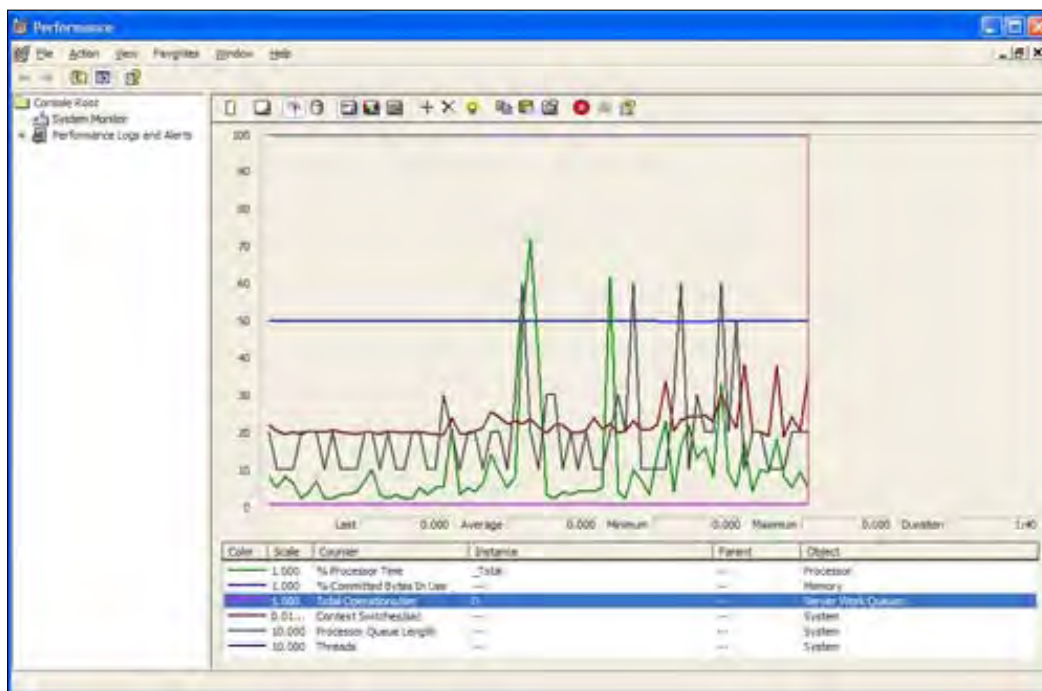 Performance
File Action View Favorites Window Help
Console Root
System Monitor
Performance Logs and Alerts
100
90
80
70
60
50
40
30
20
10
0
Last 0.000 Average 0.000 Minimum 0.000 Maximum 0.000 Duration 1:40
Color Scale Counter Instance Parent Object
1.000 % Processor Time _Total --- Processor
1.000 % Committed Bytes In Use --- --- Memory
1.000 Total Operations/sec 0 --- Server Work Queues
0.01... Context Switches/sec --- --- System
10.000 Processor Queue Length --- --- System
10.000 Threads --- --- System